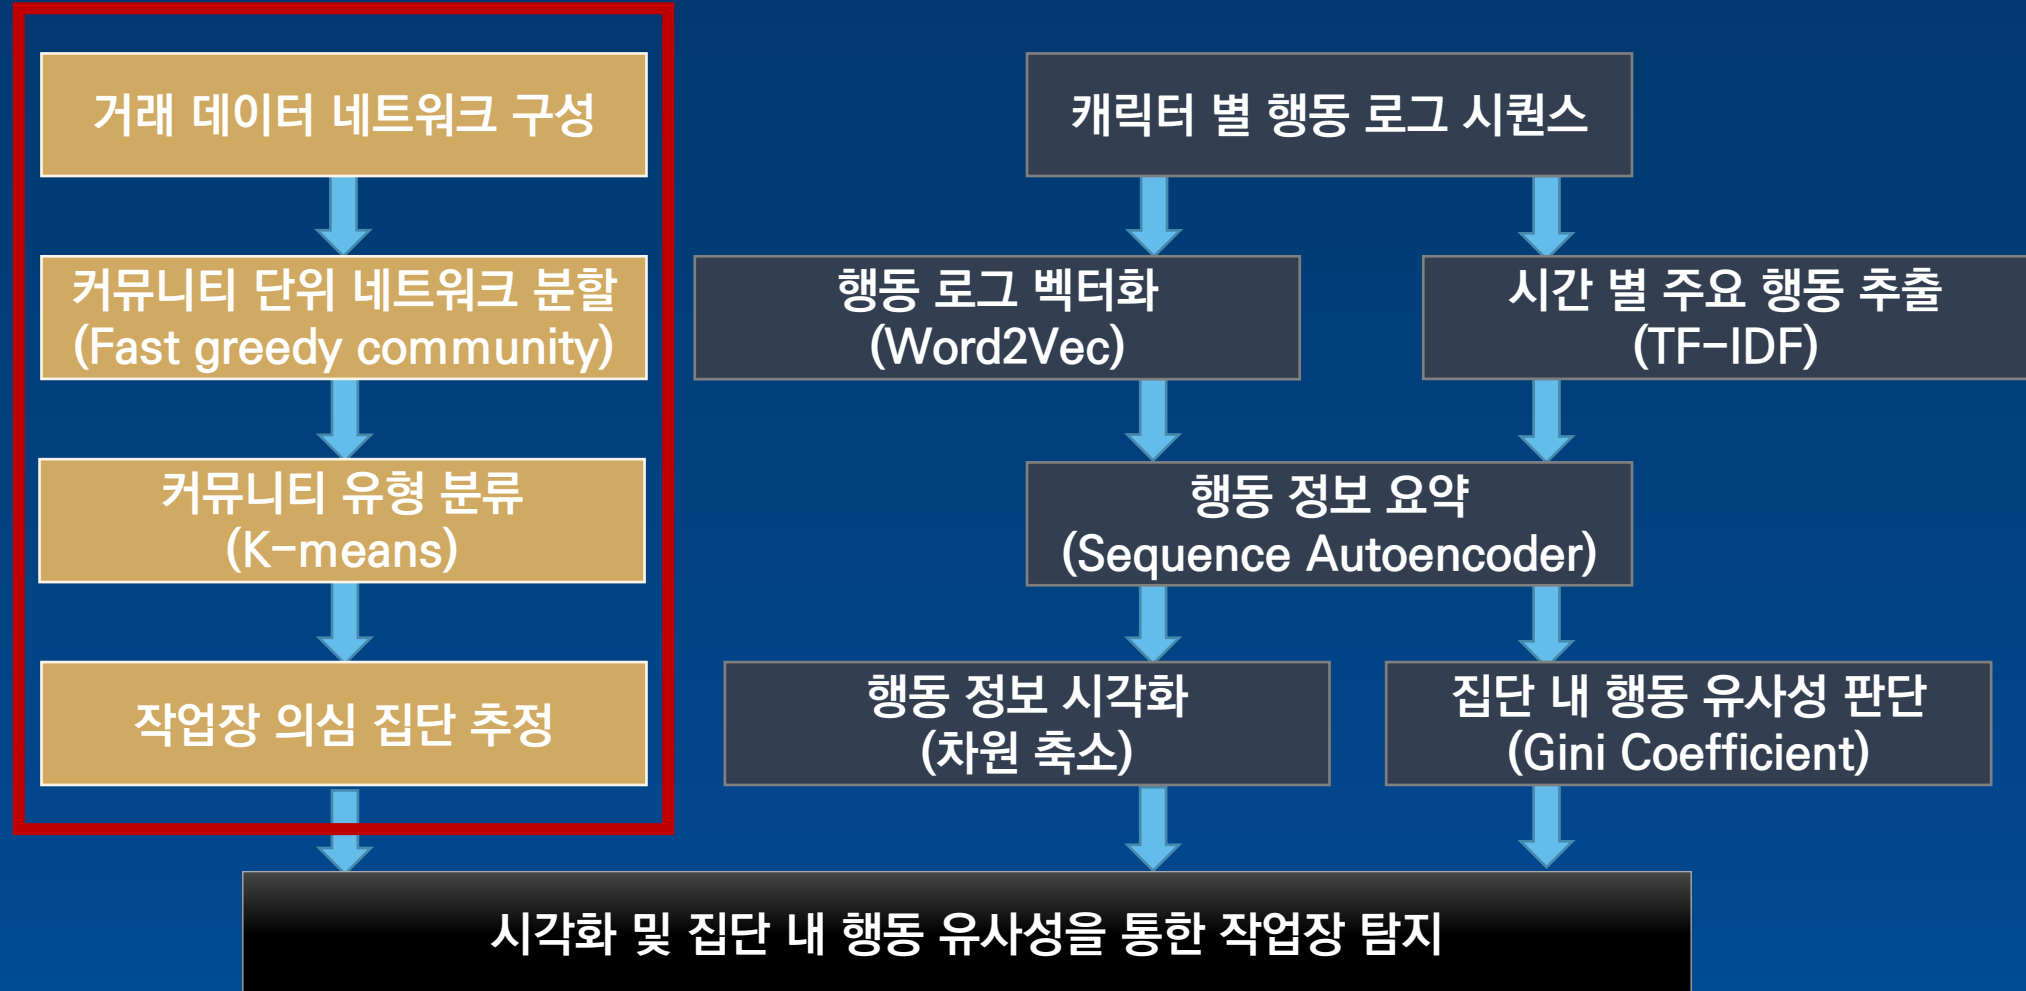 거래 데이터 네트워크 구성
커뮤니티 단위 네트워크 분할
(Fast greedy community)
커뮤니티 유형 분류
(K-means)
작업장 의심 집단 추정
캐릭터 별 행동 로그 시퀀스
행동 로그 벡터화
(Word2Vec)
시간 별 주요 행동 추출
(TF-IDF)
행동 정보 요약
(Sequence Autoencoder)
행동 정보 시각화
(차원 축소)
집단 내 행동 유사성 판단
(Gini Coefficient)
시각화 및 집단 내 행동 유사성을 통한 작업장 탐지